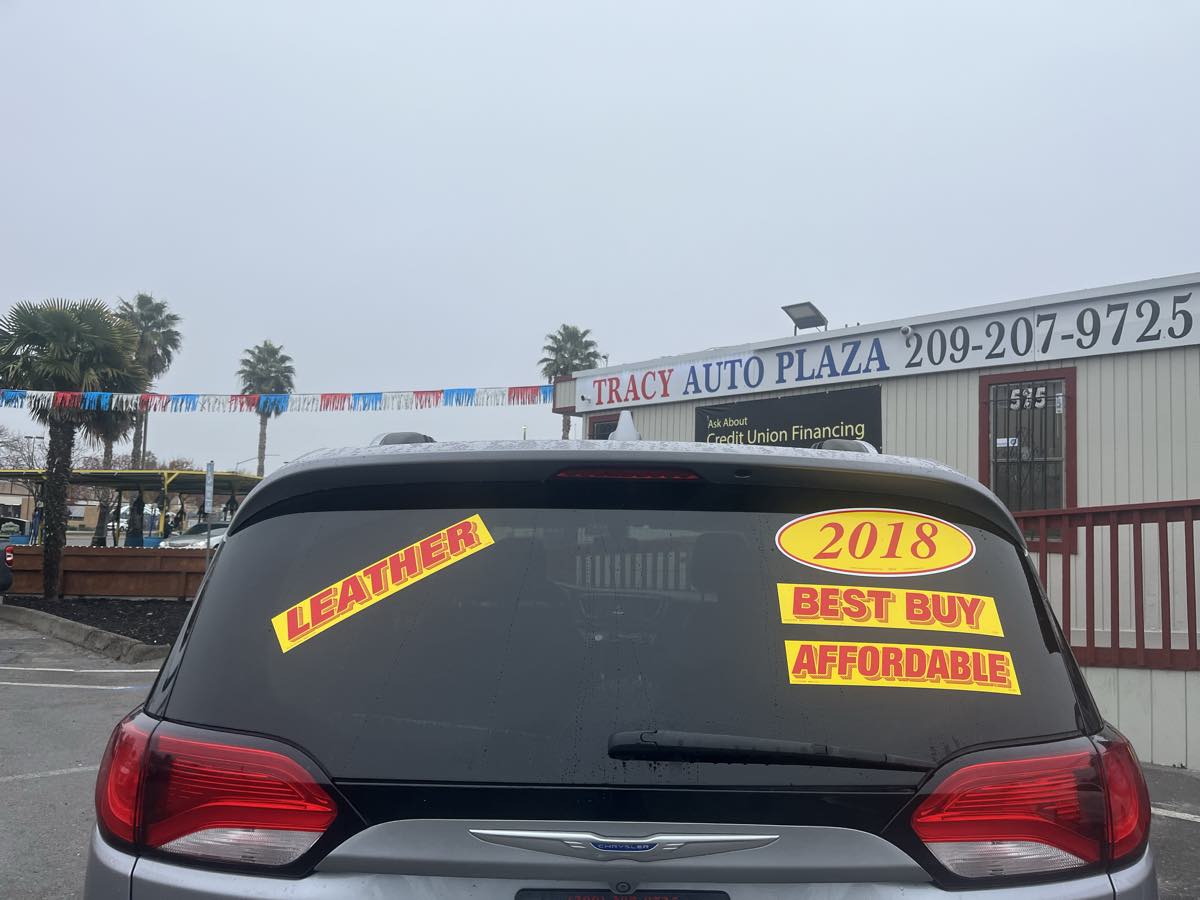 TRACY AUTO PLAZA 209-207-9725
Ask About
Credit Union Financing
595
LEATHER
2018
BEST BUY
AFFORDABLE
CHRYSLER